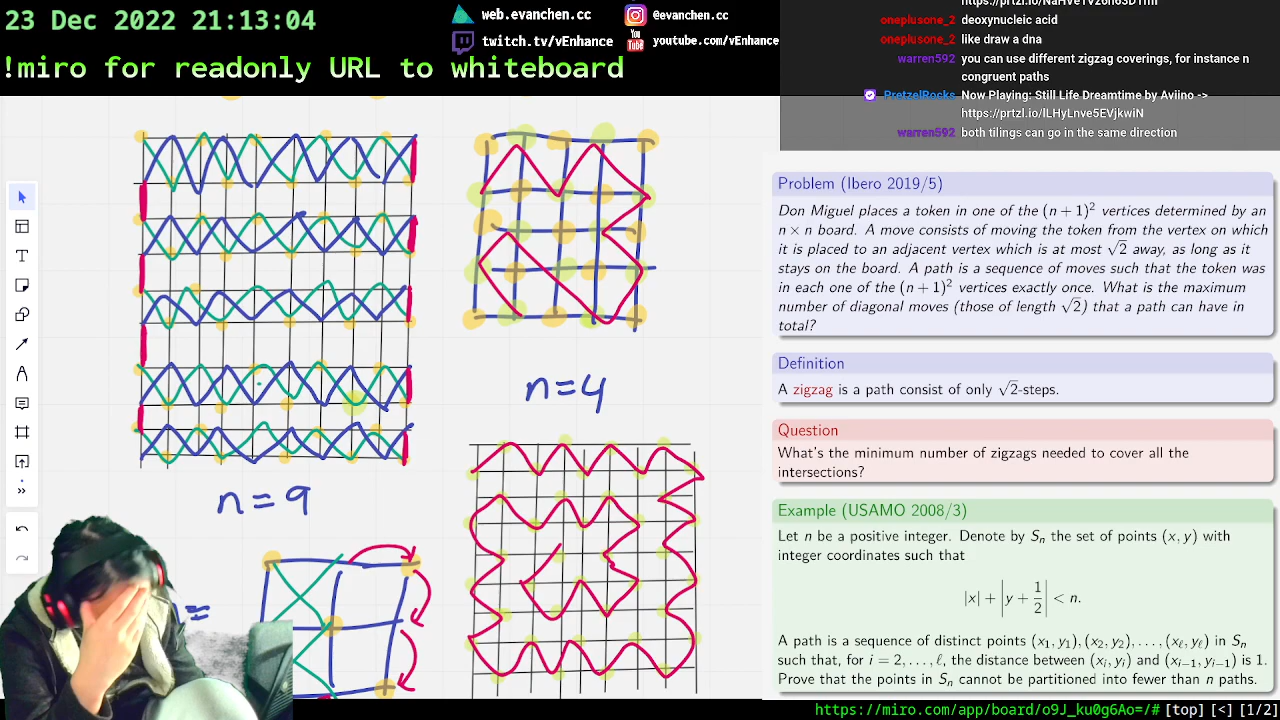 23 Dec 2022 21:13:04
web.evanchen.cc
@evanchen.cc
twitch.tv/vEnhance
youtube.com/vEnhance
!miro for readonly URL to whiteboard
oneplusone_2 deoxynucleic acid
oneplusone_2 like draw a dna
warren592 you can use different zigzag coverings, for instance n
congruent paths
PretzelRocks Now Playing: Still Life Dreamtime by Aviino ->
https://prtzl.io/ILHyLnve5EVjkwiN
warren592 both tilings can go in the same direction
Problem (Ibero 2019/5)
Don Miguel places a token in one of the (n + 1)² vertices determined by an
n × n board. A move consists of moving the token from the vertex on which
it is placed to an adjacent vertex which is at most √2 away, as long as it
stays on the board. A path is a sequence of moves such that the token was
in each one of the (n + 1)² vertices exactly once. What is the maximum
number of diagonal moves (those of length √2) that a path can have in
total?
Definition
A zigzag is a path consist of only √2-steps.
Question
What's the minimum number of zigzags needed to cover all the
intersections?
Example (USAMO 2008/3)
Let n be a positive integer. Denote by Sₙ the set of points (x, y) with
integer coordinates such that
|x| + |y + 1/2| < n.
A path is a sequence of distinct points (x₁, y₁), (x₂, y₂), . . . , (xℓ, yℓ) in Sₙ
such that, for i = 2, . . . , ℓ, the distance between (xᵢ, yᵢ) and (xᵢ₋₁, yᵢ₋₁) is 1.
Prove that the points in Sₙ cannot be partitioned into fewer than n paths.
n=4
n=9
https://miro.com/app/board/o9J_ku0g6Ao=/# [top] [<] [1/2]